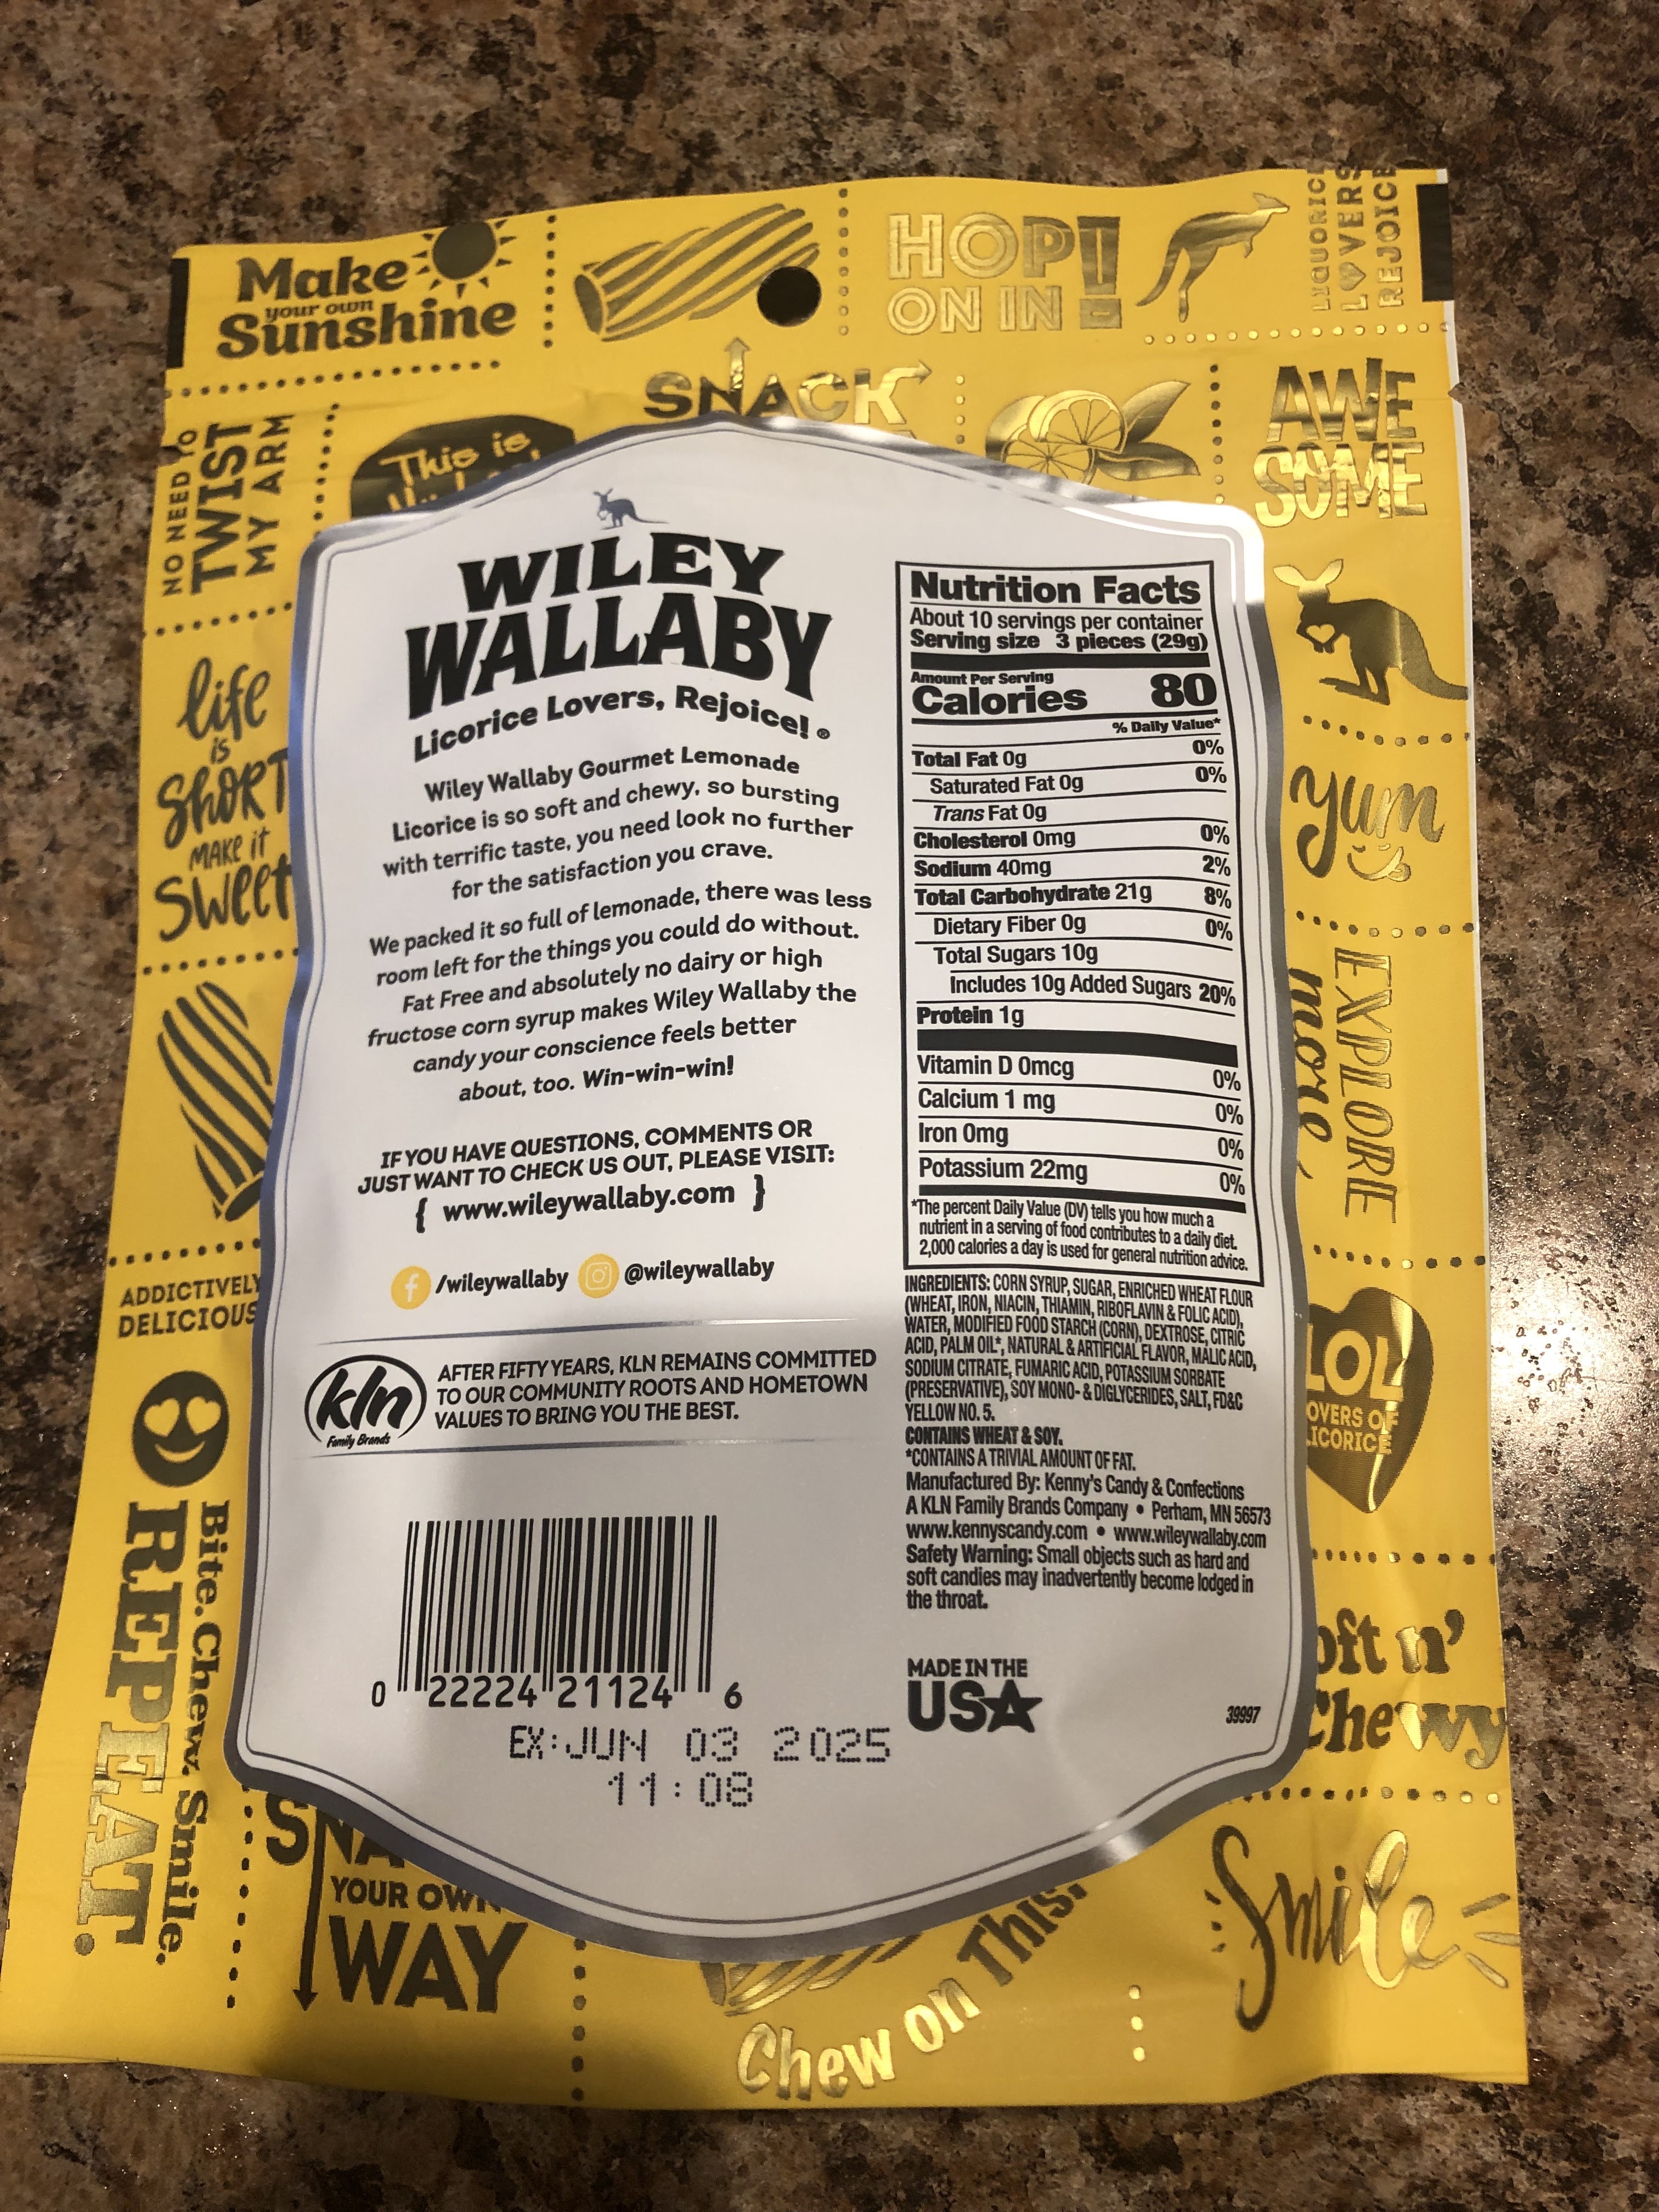 Make
your own
Sunshine
HOP!
ON IN
LIQUORICE
LOVERS
REJOICE
SNACK
AWE
SOME
NO NEED TO
TWIST
MY ARM
This is
life
is
SHORT
MAKE it
Sweet
ADDICTIVELY
DELICIOUS
Bite. Chew. Smile.
REPEAT.
WILEY
WALLABY
Licorice Lovers, Rejoice! ®
Wiley Wallaby Gourmet Lemonade
Licorice is so soft and chewy, so bursting
with terrific taste, you need look no further
for the satisfaction you crave.
We packed it so full of lemonade, there was less
room left for the things you could do without.
Fat Free and absolutely no dairy or high
fructose corn syrup makes Wiley Wallaby the
candy your conscience feels better
about, too. Win-win-win!
IF YOU HAVE QUESTIONS, COMMENTS OR
JUST WANT TO CHECK US OUT, PLEASE VISIT:
{ www.wileywallaby.com }
f /wileywallaby @wileywallaby
kln
Family Brands
AFTER FIFTY YEARS, KLN REMAINS COMMITTED
TO OUR COMMUNITY ROOTS AND HOMETOWN
VALUES TO BRING YOU THE BEST.
0 22224 21124 6
EX:JUN 03 2025
11:08
Nutrition Facts
About 10 servings per container
Serving size 3 pieces (29g)
Amount Per Serving
Calories 80
% Daily Value*
Total Fat 0g 0%
Saturated Fat 0g 0%
Trans Fat 0g
Cholesterol 0mg 0%
Sodium 40mg 2%
Total Carbohydrate 21g 8%
Dietary Fiber 0g 0%
Total Sugars 10g
Includes 10g Added Sugars 20%
Protein 1g
Vitamin D 0mcg 0%
Calcium 1 mg 0%
Iron 0mg 0%
Potassium 22mg 0%
*The percent Daily Value (DV) tells you how much a
nutrient in a serving of food contributes to a daily diet.
2,000 calories a day is used for general nutrition advice.
INGREDIENTS: CORN SYRUP, SUGAR, ENRICHED WHEAT FLOUR
(WHEAT, IRON, NIACIN, THIAMIN, RIBOFLAVIN & FOLIC ACID),
WATER, MODIFIED FOOD STARCH (CORN), DEXTROSE, CITRIC
ACID, PALM OIL*, NATURAL & ARTIFICIAL FLAVOR, MALIC ACID,
SODIUM CITRATE, FUMARIC ACID, POTASSIUM SORBATE
(PRESERVATIVE), SOY MONO- & DIGLYCERIDES, SALT, FD&C
YELLOW NO. 5.
CONTAINS WHEAT & SOY.
*CONTAINS A TRIVIAL AMOUNT OF FAT.
Manufactured By: Kenny's Candy & Confections
A KLN Family Brands Company • Perham, MN 56573
www.kennyscandy.com • www.wileywallaby.com
Safety Warning: Small objects such as hard and
soft candies may inadvertently become lodged in
the throat.
MADE IN THE
USA
39997
yum
EXPLORE
more
LOL
OVERS OF
LICORICE
oft n'
Chewy
Smile
SNA
YOUR OWN
WAY
Chew on This!